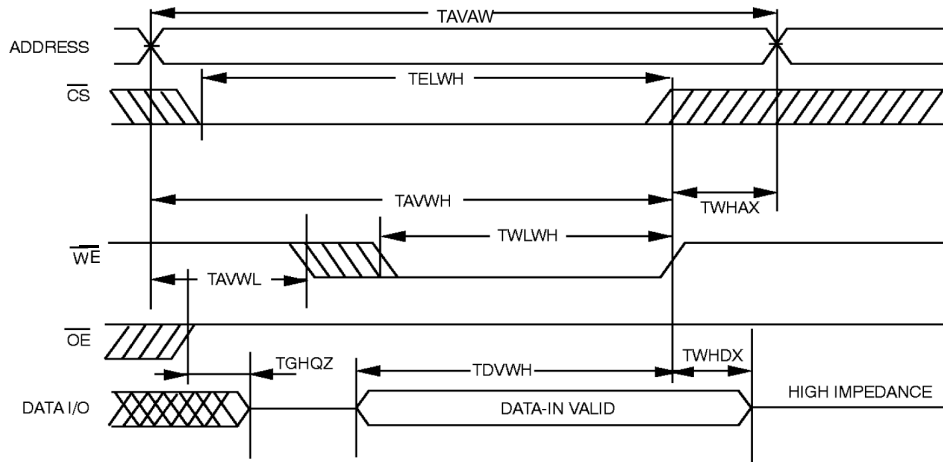 TAVAW
ADDRESS
TELWH
CS
TAVWH
TWHAX
TWLWH
WE
TAVWL
OE
TGHQZ
TDVWH
TWHDX
DATA I/O
DATA-IN VALID
HIGH IMPEDANCE